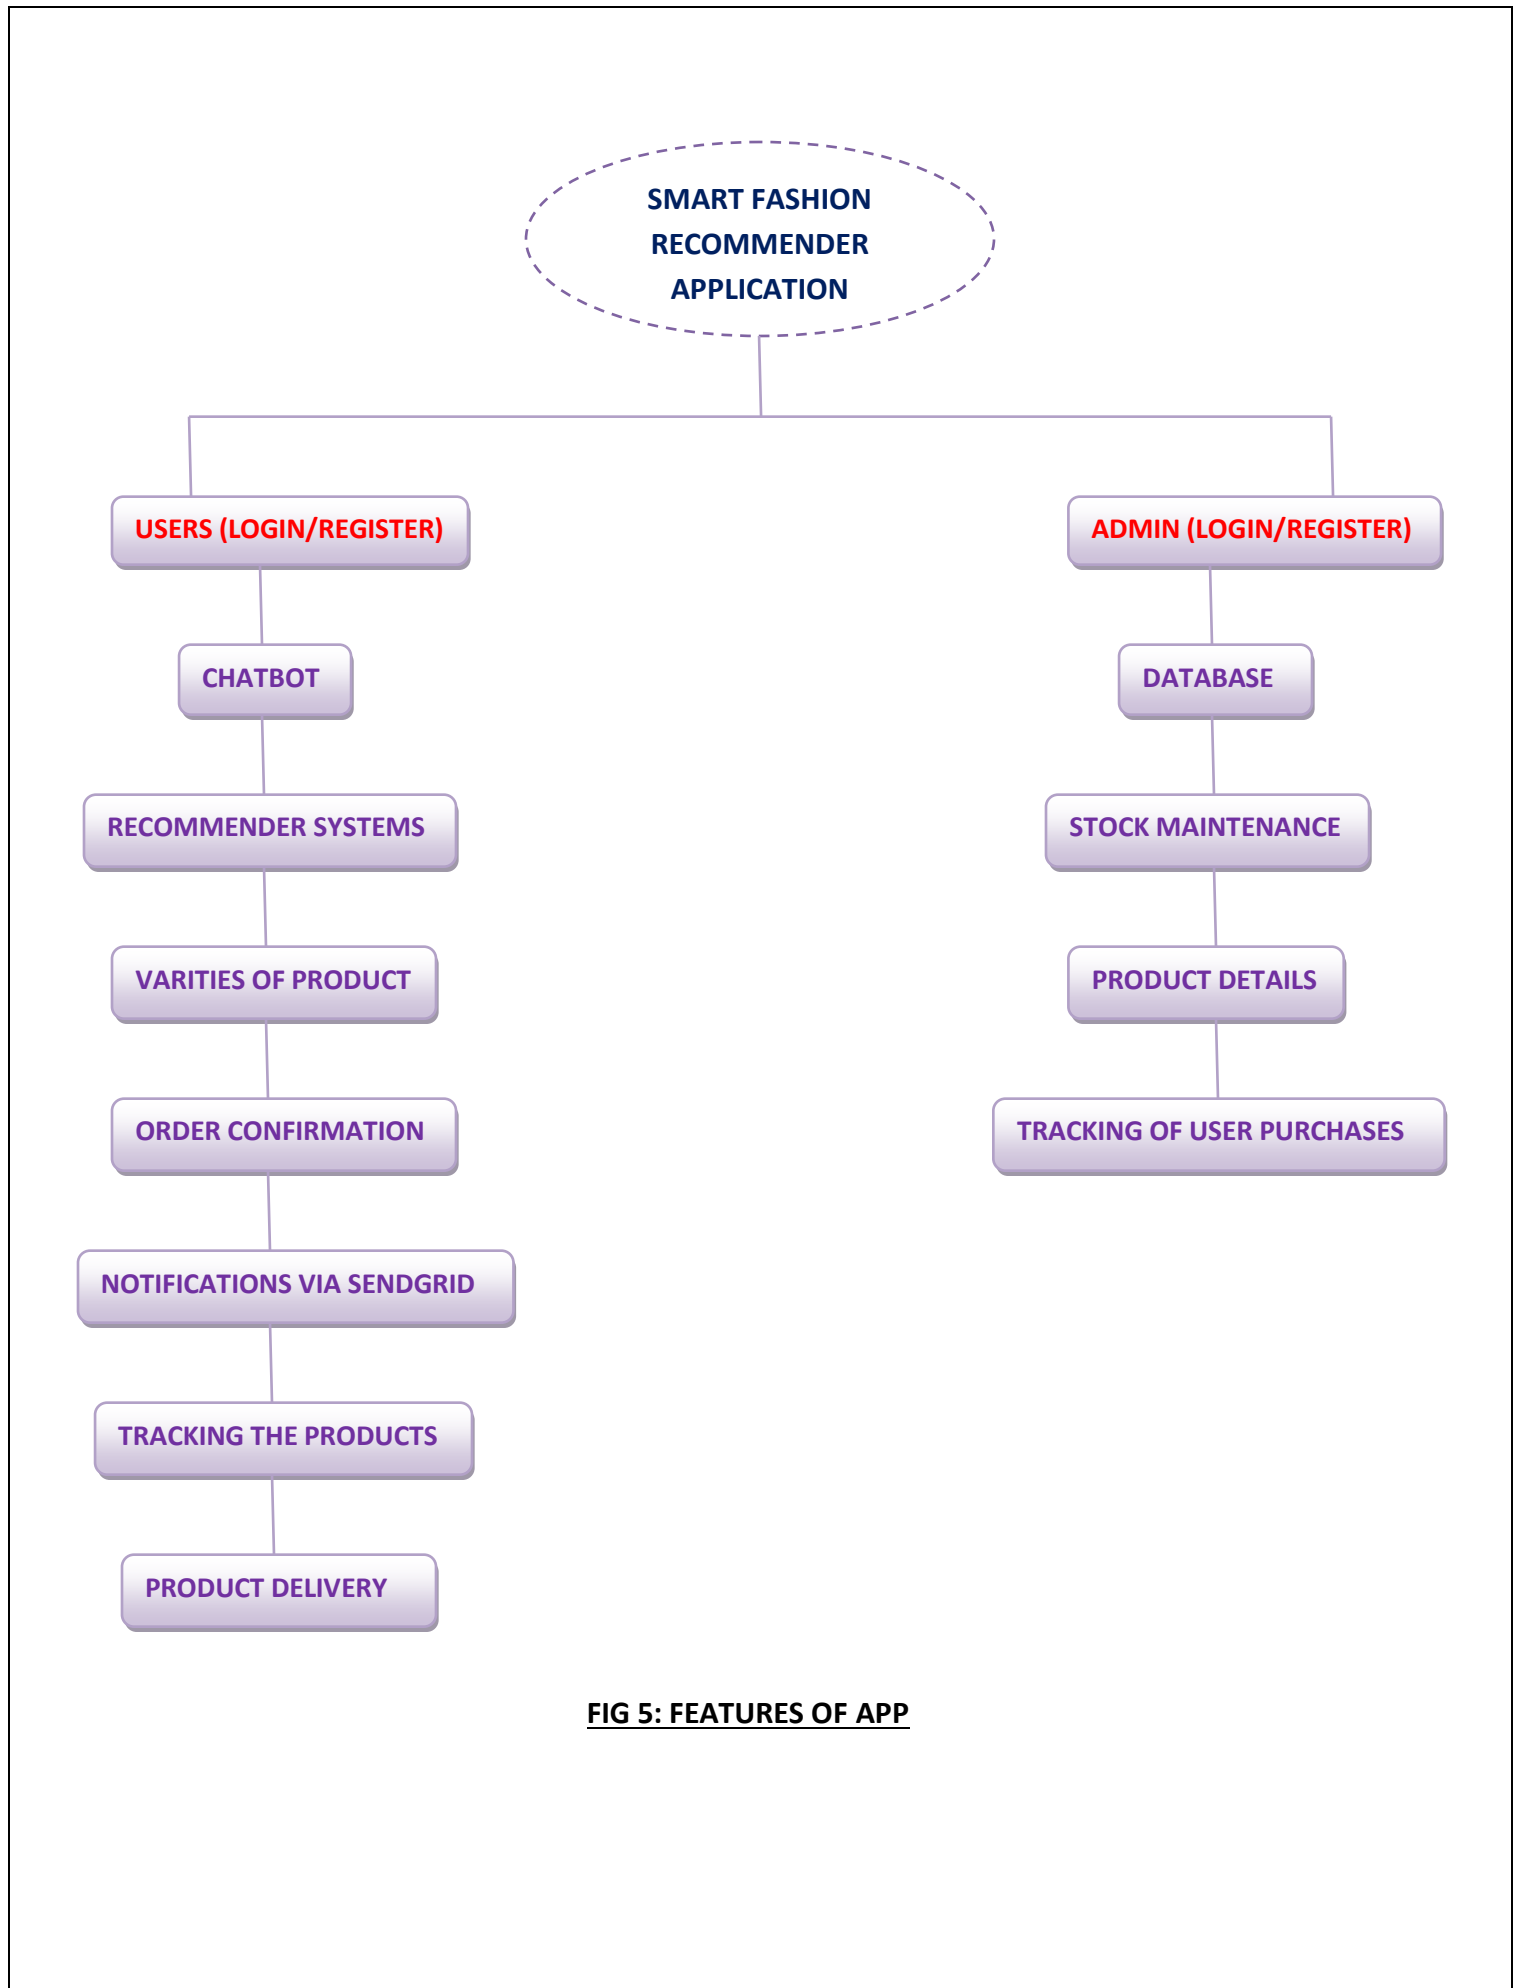 SMART FASHION
RECOMMENDER
APPLICATION
USERS (LOGIN/REGISTER)
ADMIN (LOGIN/REGISTER)
CHATBOT
DATABASE
RECOMMENDER SYSTEMS
STOCK MAINTENANCE
VARITIES OF PRODUCT
PRODUCT DETAILS
ORDER CONFIRMATION
TRACKING OF USER PURCHASES
NOTIFICATIONS VIA SENDGRID
TRACKING THE PRODUCTS
PRODUCT DELIVERY
FIG 5: FEATURES OF APP